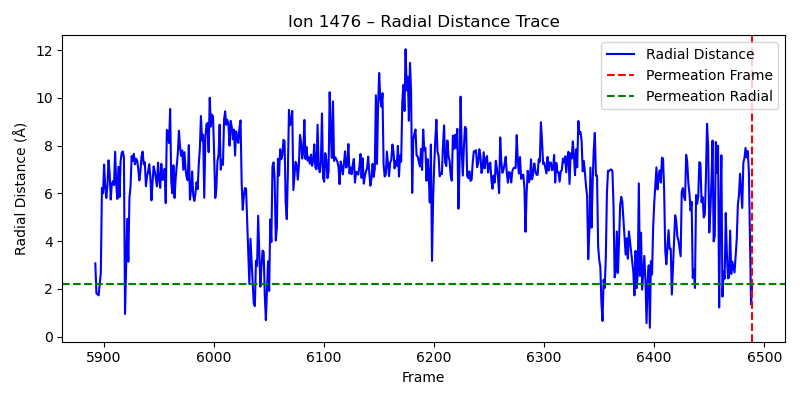 Ion 1476 – Radial Distance Trace
Radial Distance
Permeation Frame
Permeation Radial
Radial Distance (Å)
12
10
8
6
4
2
0
5900 6000 6100 6200 6300 6400 6500
Frame